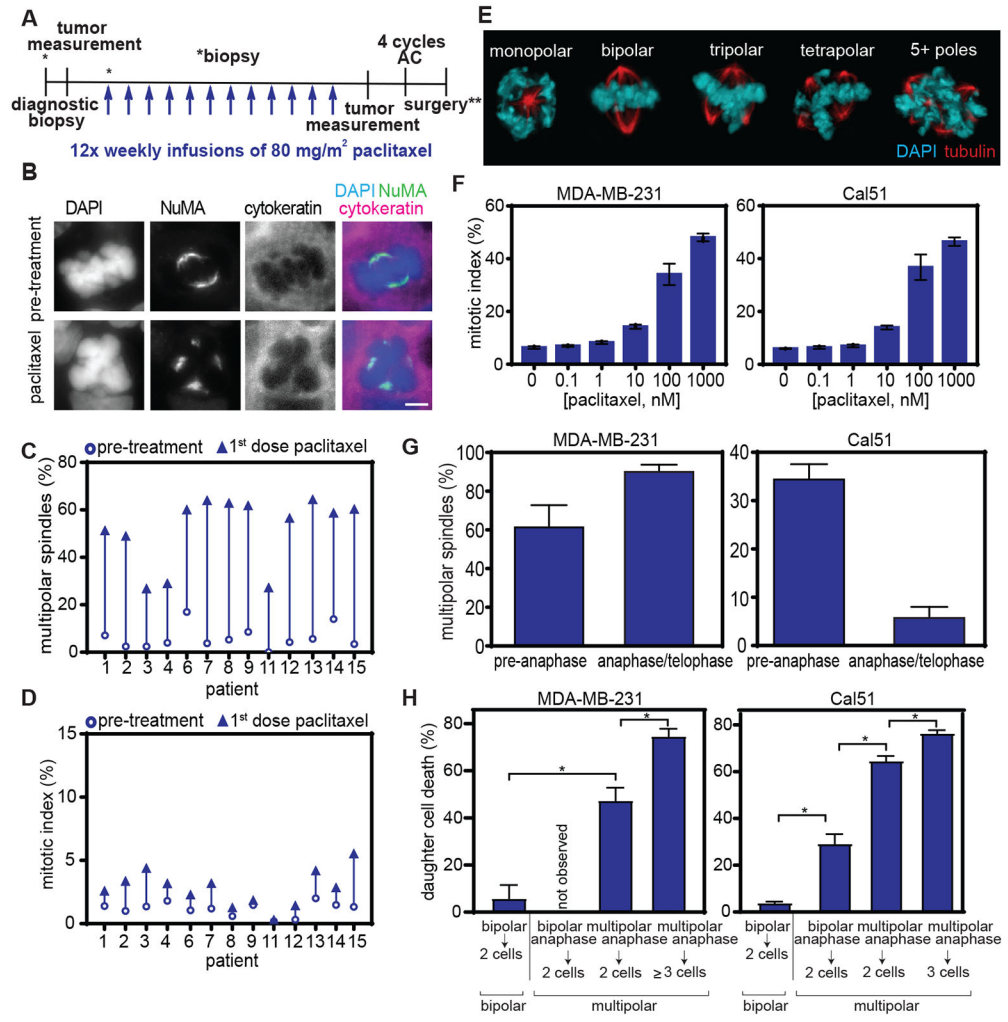 A
tumor
measurement
*
*
*biopsy
4 cycles
AC
diagnostic
biopsy
tumor
measurement
surgery**
12x weekly infusions of 80 mg/m² paclitaxel
B
DAPI
NuMA
cytokeratin
DAPI NuMA
cytokeratin
pre-treatment
paclitaxel
C
pre-treatment
1st dose paclitaxel
multipolar spindles (%)
80
60
40
20
0
1 2 3 4 6 7 8 9 11 12 13 14 15
patient
D
pre-treatment
1st dose paclitaxel
mitotic index (%)
15
10
5
0
1 2 3 4 6 7 8 9 11 12 13 14 15
patient
E
monopolar bipolar tripolar tetrapolar 5+ poles
DAPI tubulin
F
MDA-MB-231
mitotic index (%)
60
40
20
0
0 0.1 1 10 100 1000
[paclitaxel, nM]
Cal51
60
40
20
0
0 0.1 1 10 100 1000
[paclitaxel, nM]
G
MDA-MB-231
multipolar spindles (%)
100
80
60
40
20
0
pre-anaphase anaphase/telophase
Cal51
40
30
20
10
0
pre-anaphase anaphase/telophase
H
MDA-MB-231
daughter cell death (%)
80
60
40
20
0
*
*
not observed
bipolar
2 cells
bipolar
anaphase
2 cells
multipolar
anaphase
2 cells
multipolar
anaphase
≥3 cells
bipolar
multipolar
Cal51
80
60
40
20
0
*
*
*
bipolar
2 cells
bipolar
anaphase
2 cells
multipolar
anaphase
2 cells
multipolar
anaphase
3 cells
bipolar
multipolar